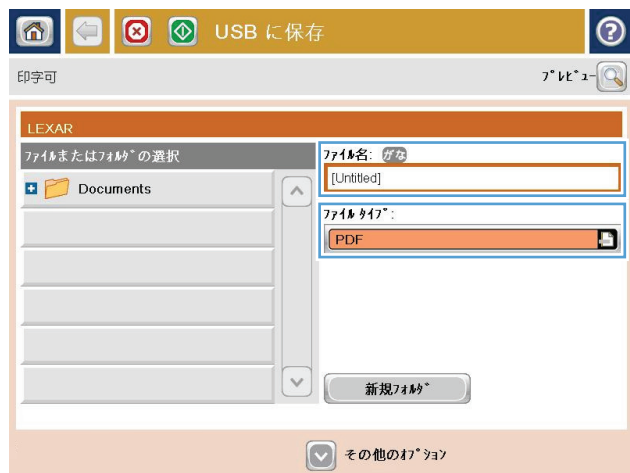 USB に保存
?
印字可
ﾌﾟﾚﾋﾞｭｰ
LEXAR
ﾌｧｲﾙまたはﾌｫﾙﾀﾞの選択
Documents
ﾌｧｲﾙ名: がな
[Untitled]
ﾌｧｲﾙ ﾀｲﾌﾟ:
PDF
新規ﾌｫﾙﾀﾞ
その他のｵﾌﾟｼｮﾝ